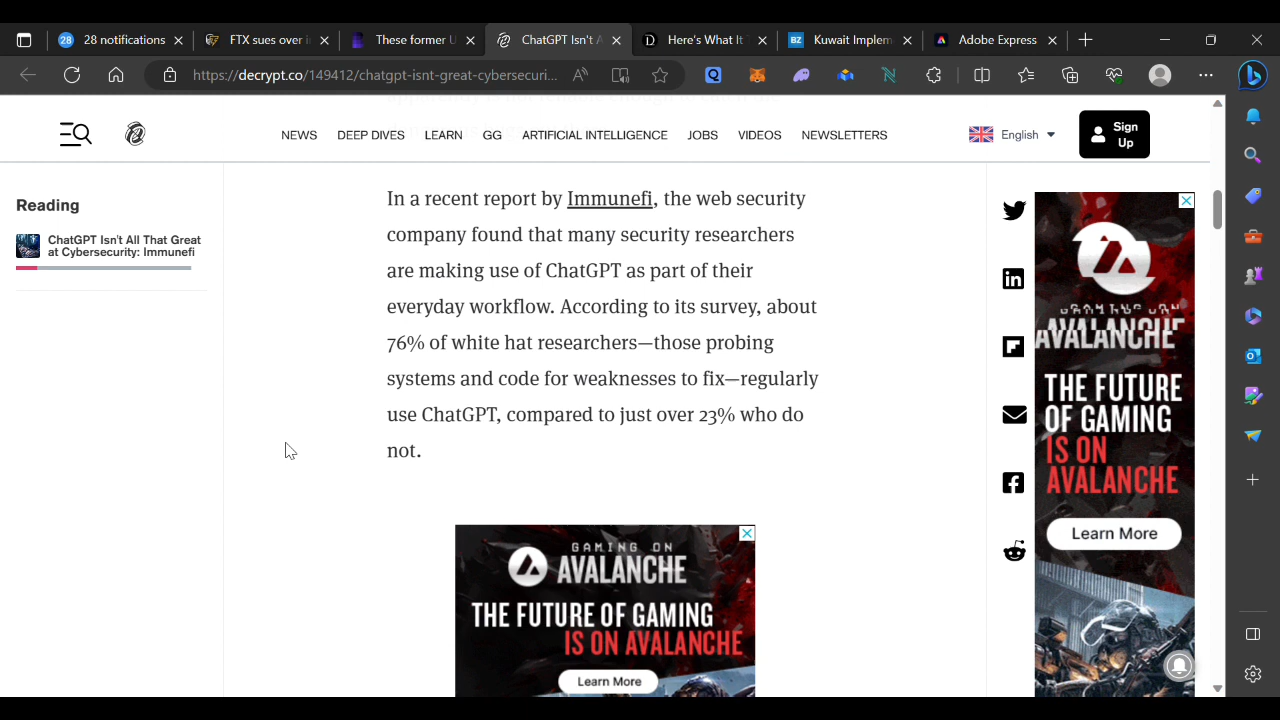 28
28 notifications
FTX sues over i
These former U
ChatGPT Isn't A
Here's What It
BZ
Kuwait Implem
Adobe Express
https://decrypt.co/149412/chatgpt-isnt-great-cybersecuri...
NEWS
DEEP DIVES
LEARN
GG
ARTIFICIAL INTELLIGENCE
JOBS
VIDEOS
NEWSLETTERS
English
Sign
Up
Reading
ChatGPT Isn't All That Great
at Cybersecurity: Immunefi
In a recent report by Immunefi, the web security
company found that many security researchers
are making use of ChatGPT as part of their
everyday workflow. According to its survey, about
76% of white hat researchers—those probing
systems and code for weaknesses to fix—regularly
use ChatGPT, compared to just over 23% who do
not.
GAMING ON
AVALANCHE
THE FUTURE OF GAMING
IS ON AVALANCHE
Learn More
GAMING ON
AVALANCHE
THE FUTURE
OF GAMING
IS ON
AVALANCHE
Learn More